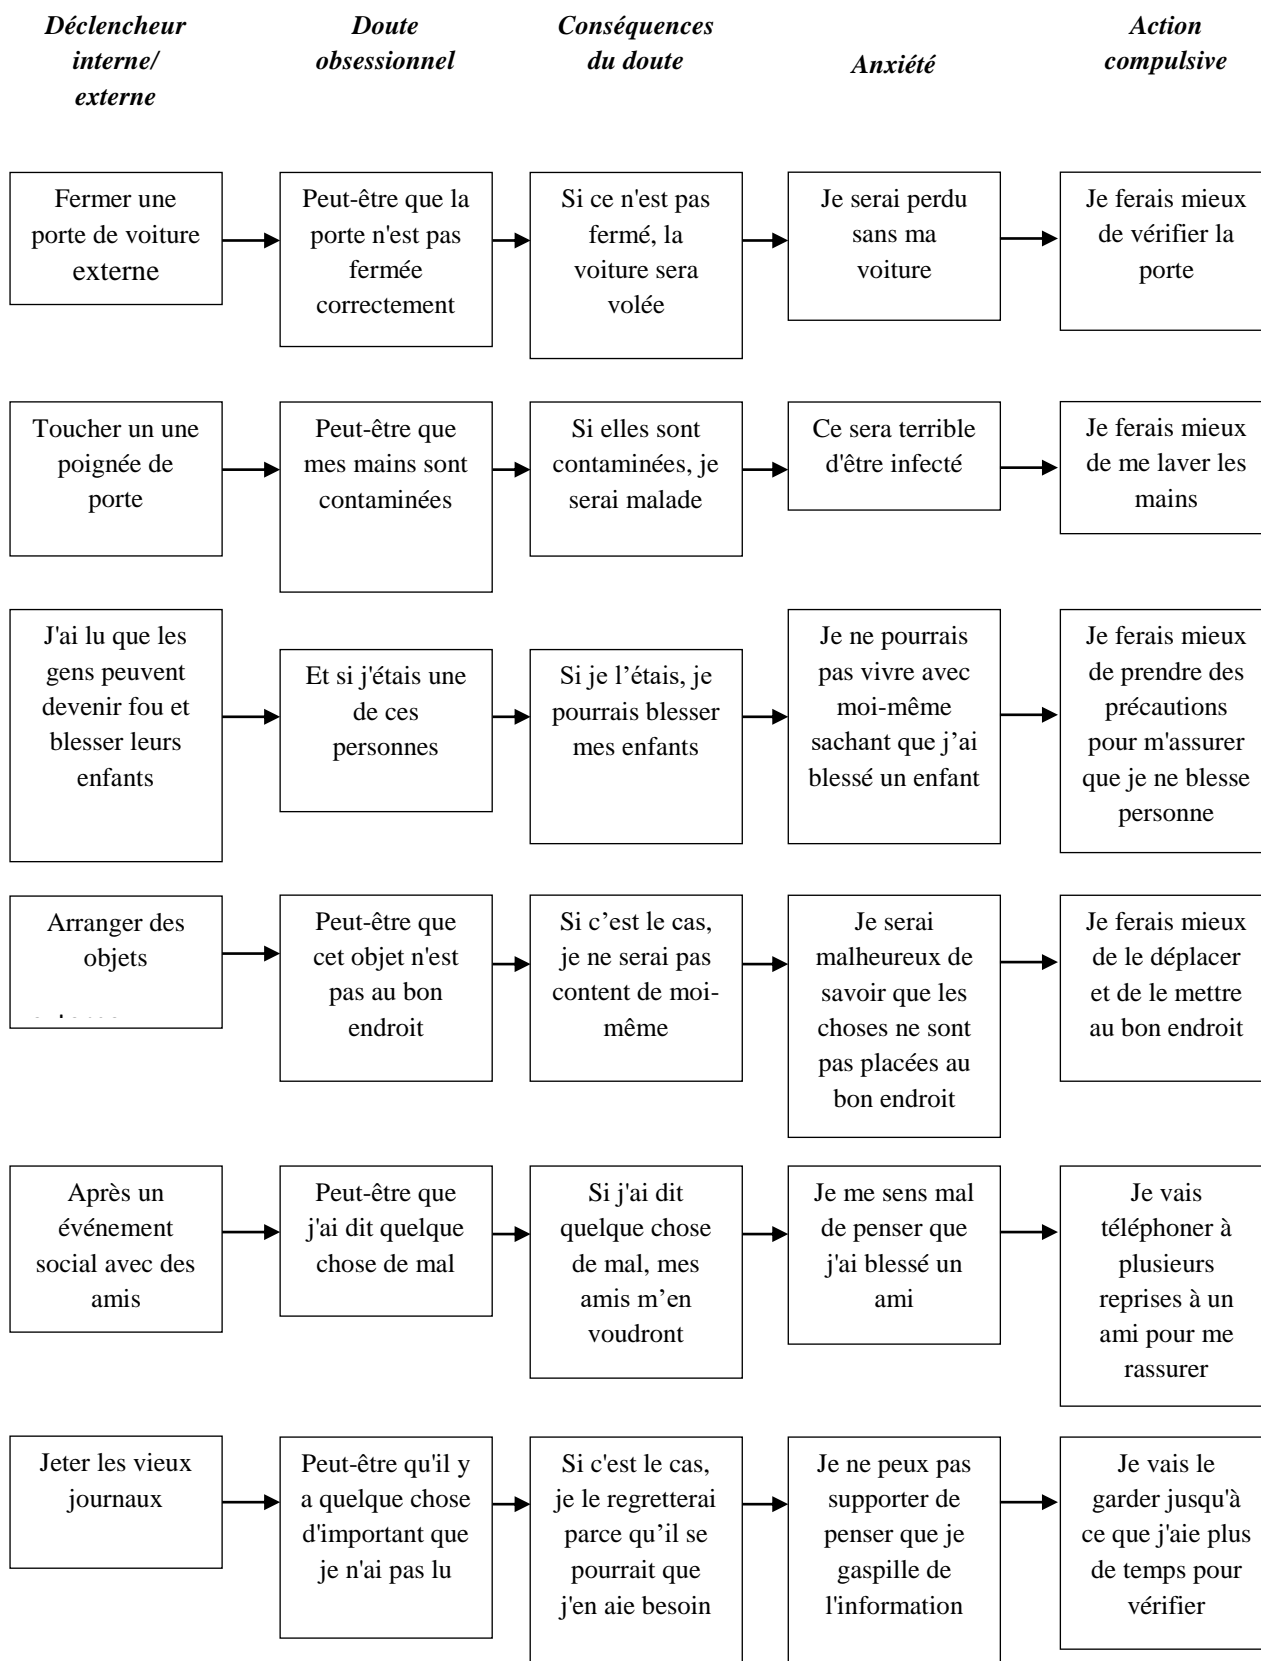 Déclencheur
interne/
externe
Doute
obsessionnel
Conséquences
du doute
Anxiété
Action
compulsive
Fermer une
porte de voiture
externe
Peut-être que la
porte n'est pas
fermée
correctement
Si ce n'est pas
fermé, la
voiture sera
volée
Je serai perdu
sans ma
voiture
Je ferais mieux
de vérifier la
porte
Toucher un une
poignée de
porte
Peut-être que
mes mains sont
contaminées
Si elles sont
contaminées, je
serai malade
Ce sera terrible
d'être infecté
Je ferais mieux
de me laver les
mains
J'ai lu que les
gens peuvent
devenir fou et
blesser leurs
enfants
Et si j'étais une
de ces
personnes
Si je l’étais, je
pourrais blesser
mes enfants
Je ne pourrais
pas vivre avec
moi-même
sachant que j’ai
blessé un enfant
Je ferais mieux
de prendre des
précautions
pour m'assurer
que je ne blesse
personne
Arranger des
objets
Peut-être que
cet objet n'est
pas au bon
endroit
Si c’est le cas,
je ne serai pas
content de moi-
même
Je serai
malheureux de
savoir que les
choses ne sont
pas placées au
bon endroit
Je ferais mieux
de le déplacer
et de le mettre
au bon endroit
Après un
événement
social avec des
amis
Peut-être que
j'ai dit quelque
chose de mal
Si j'ai dit
quelque chose
de mal, mes
amis m’en
voudront
Je me sens mal
de penser que
j'ai blessé un
ami
Je vais
téléphoner à
plusieurs
reprises à un
ami pour me
rassurer
Jeter les vieux
journaux
Peut-être qu'il y
a quelque chose
d'important que
je n'ai pas lu
Si c'est le cas,
je le regretterai
parce qu’il se
pourrait que
j'en aie besoin
Je ne peux pas
supporter de
penser que je
gaspille de
l'information
Je vais le
garder jusqu'à
ce que j'aie plus
de temps pour
vérifier